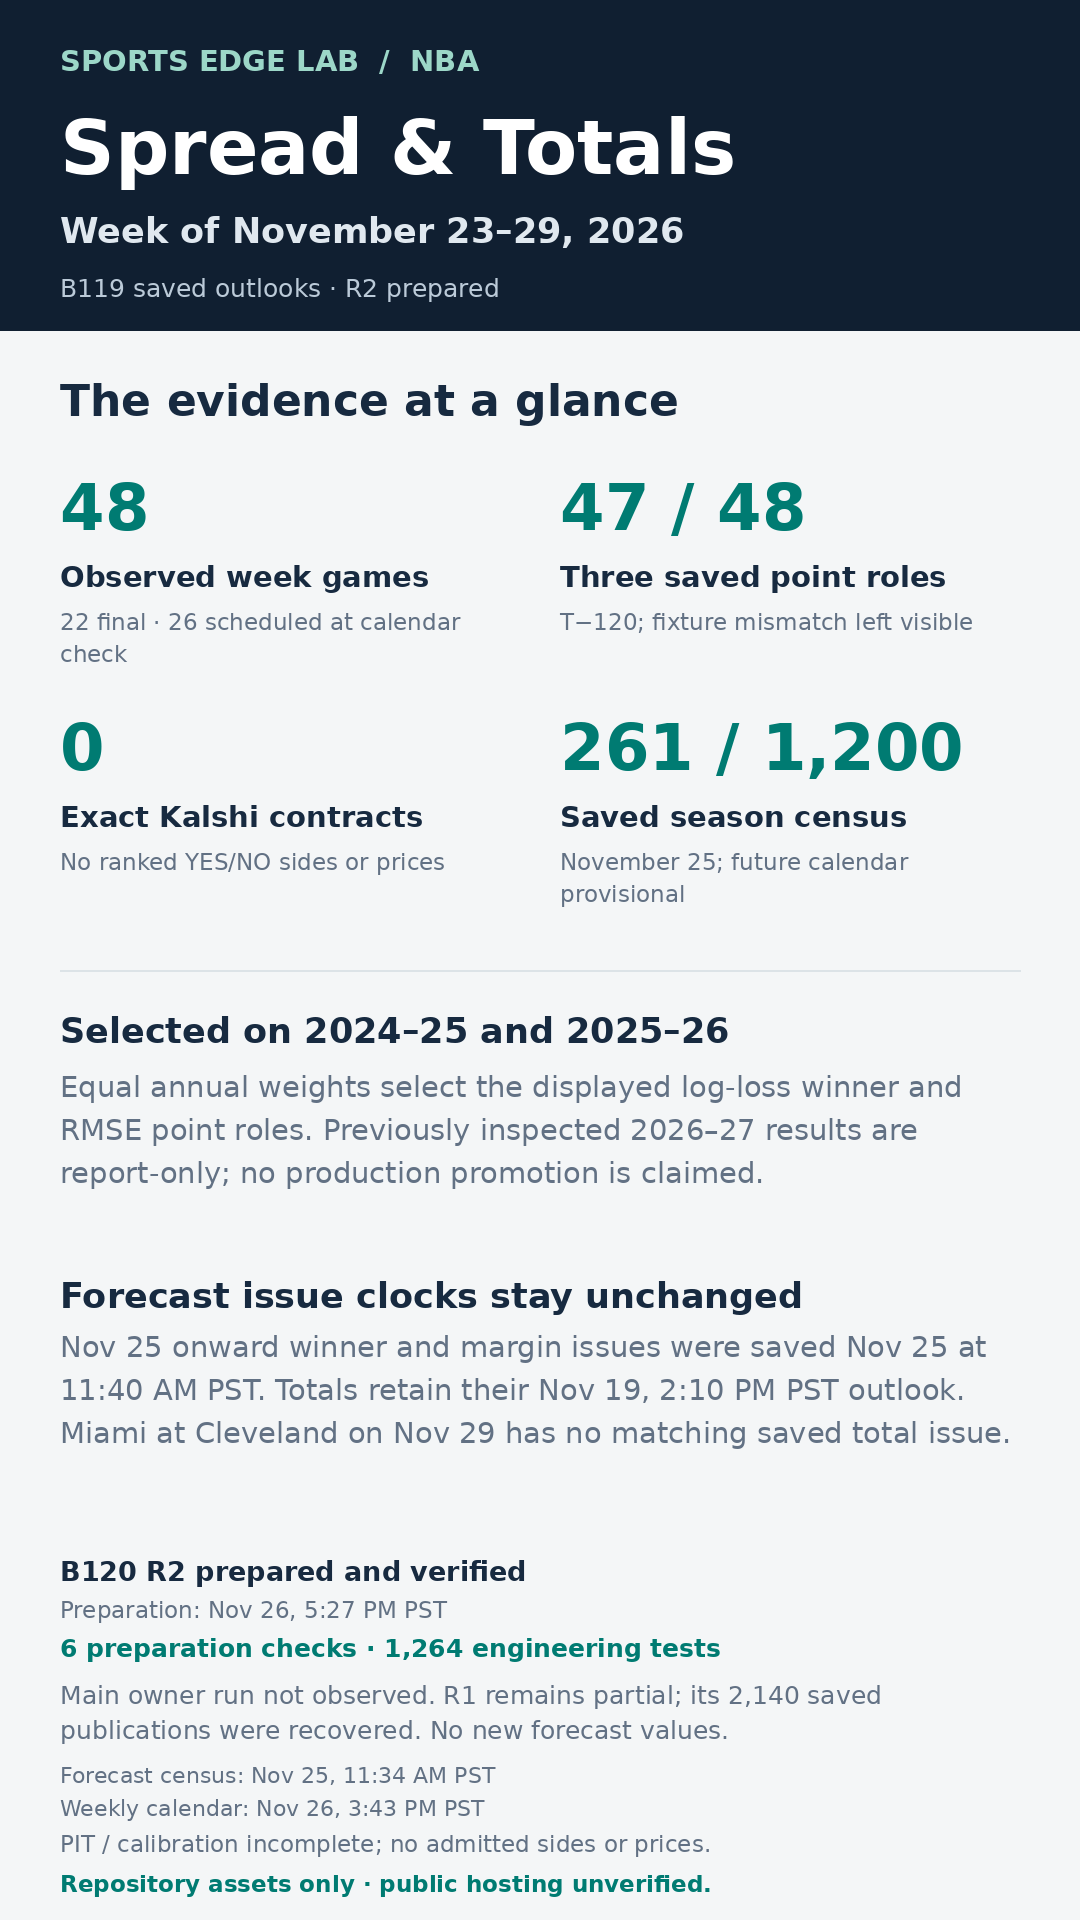 SPORTS EDGE LAB / NBA
Spread & Totals
Week of November 23–29, 2026
B119 saved outlooks · R2 prepared
The evidence at a glance
48
Observed week games
22 final · 26 scheduled at calendar
check
47 / 48
Three saved point roles
T−120; fixture mismatch left visible
0
Exact Kalshi contracts
No ranked YES/NO sides or prices
261 / 1,200
Saved season census
November 25; future calendar
provisional
Selected on 2024–25 and 2025–26
Equal annual weights select the displayed log-loss winner and
RMSE point roles. Previously inspected 2026–27 results are
report-only; no production promotion is claimed.
Forecast issue clocks stay unchanged
Nov 25 onward winner and margin issues were saved Nov 25 at
11:40 AM PST. Totals retain their Nov 19, 2:10 PM PST outlook.
Miami at Cleveland on Nov 29 has no matching saved total issue.
B120 R2 prepared and verified
Preparation: Nov 26, 5:27 PM PST
6 preparation checks · 1,264 engineering tests
Main owner run not observed. R1 remains partial; its 2,140 saved
publications were recovered. No new forecast values.
Forecast census: Nov 25, 11:34 AM PST
Weekly calendar: Nov 26, 3:43 PM PST
PIT / calibration incomplete; no admitted sides or prices.
Repository assets only · public hosting unverified.